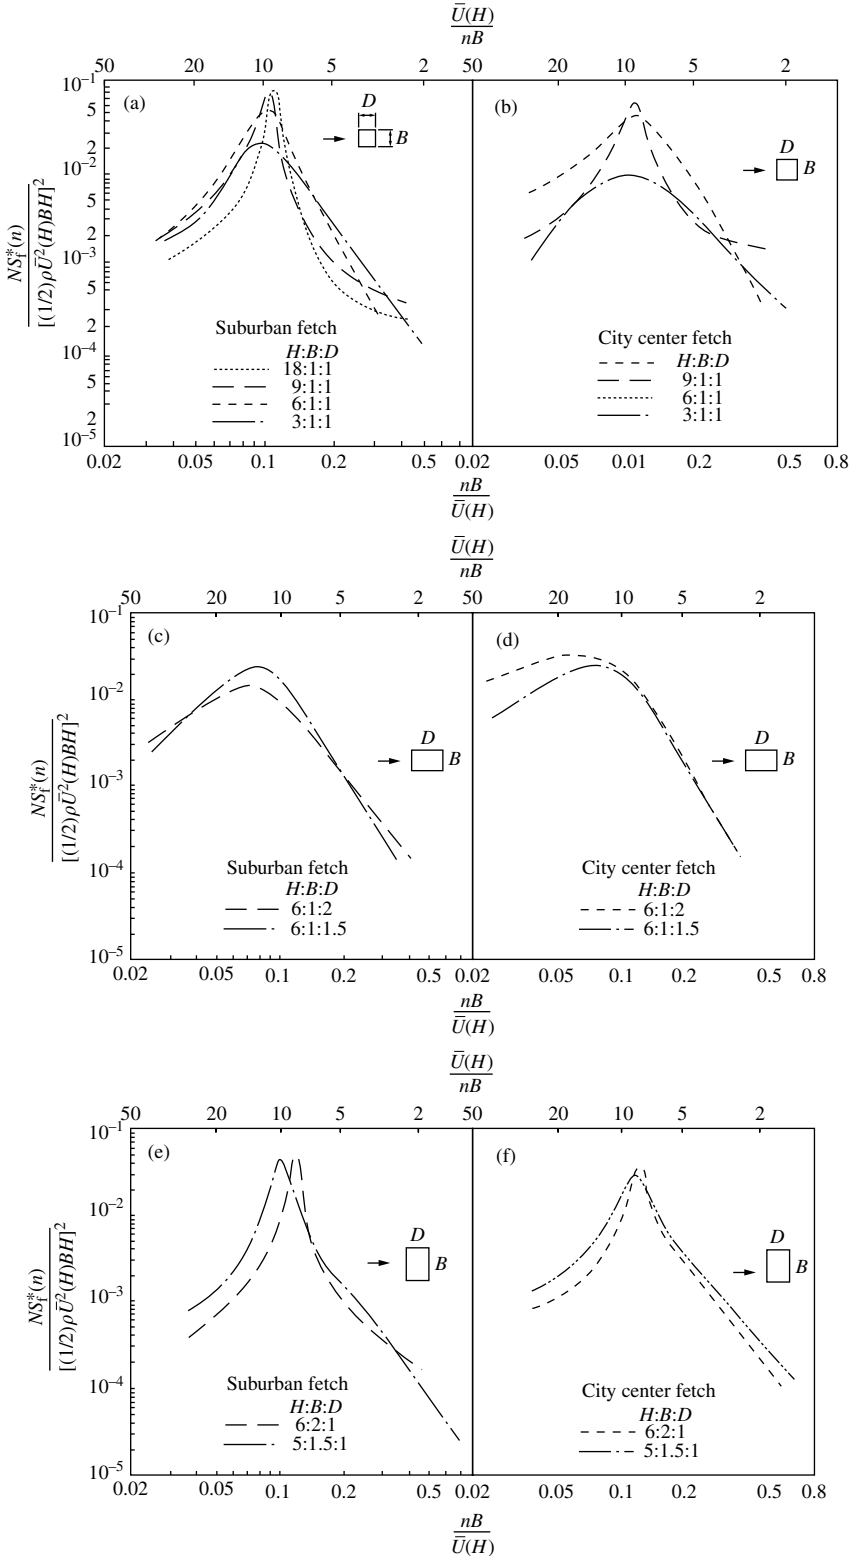 Ū(H)
nB
50 20 10 5 2 50 20 10 5 2
(a) (b)
D
B
D
B
10⁻¹
5
2
10⁻²
5
2
10⁻³
5
2
10⁻⁴
5
2
10⁻⁵
NS*f(n)
[(1/2)ρŪ²(H)BH]²
Suburban fetch
H:B:D
18:1:1
9:1:1
6:1:1
3:1:1
City center fetch
H:B:D
9:1:1
6:1:1
3:1:1
0.02 0.05 0.1 0.2 0.5 0.02 0.05 0.01 0.2 0.5 0.8
nB
Ū(H)
Ū(H)
nB
50 20 10 5 2 50 20 10 5 2
(c) (d)
D
B
D
B
10⁻¹
10⁻²
10⁻³
10⁻⁴
10⁻⁵
NS*f(n)
[(1/2)ρŪ²(H)BH]²
Suburban fetch
H:B:D
6:1:2
6:1:1.5
City center fetch
H:B:D
6:1:2
6:1:1.5
0.02 0.05 0.1 0.2 0.5 0.02 0.05 0.1 0.2 0.5 0.8
nB
Ū(H)
Ū(H)
nB
50 20 10 5 2 50 20 10 5 2
(e) (f)
D
B
D
B
10⁻¹
10⁻²
10⁻³
10⁻⁴
10⁻⁵
NS*f(n)
[(1/2)ρŪ²(H)BH]²
Suburban fetch
H:B:D
6:2:1
5:1.5:1
City center fetch
H:B:D
6:2:1
5:1.5:1
0.02 0.05 0.1 0.2 0.5 0.02 0.05 0.1 0.2 0.5 0.8
nB
Ū(H)